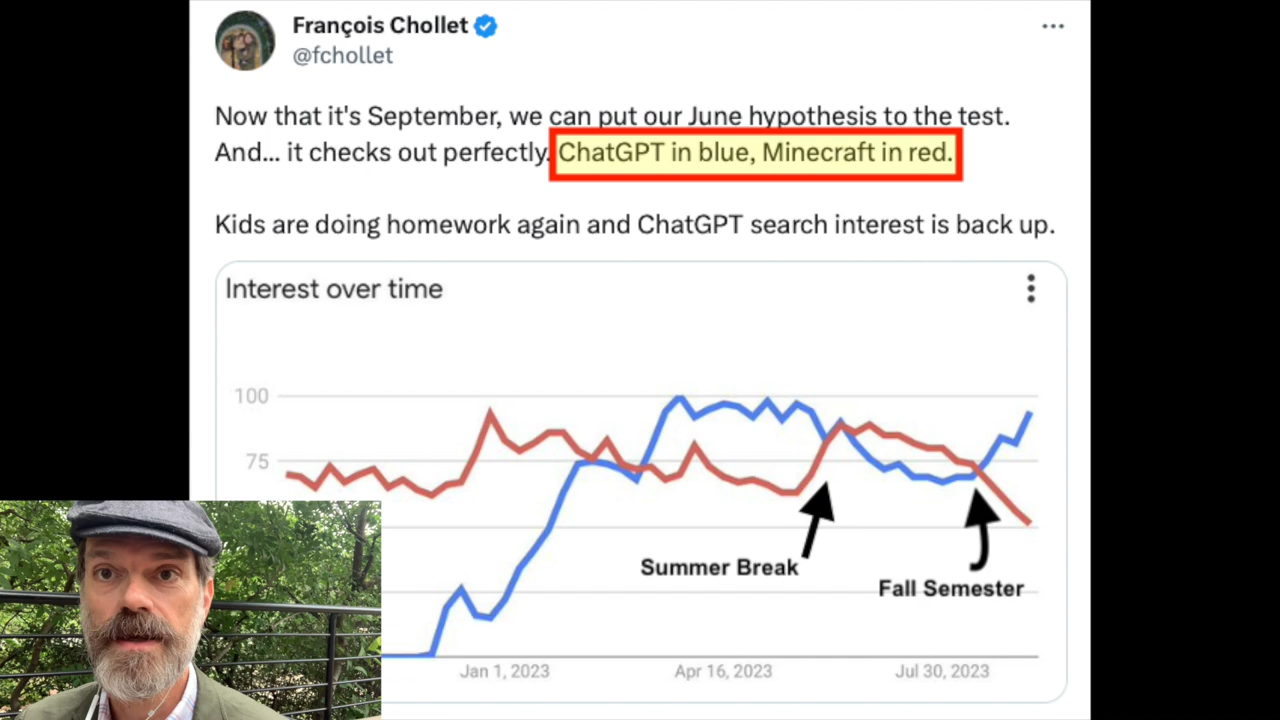 François Chollet
@fchollet
Now that it's September, we can put our June hypothesis to the test.
And... it checks out perfectly. ChatGPT in blue, Minecraft in red.
Kids are doing homework again and ChatGPT search interest is back up.
Interest over time
100
75
Summer Break
Fall Semester
Jan 1, 2023
Apr 16, 2023
Jul 30, 2023